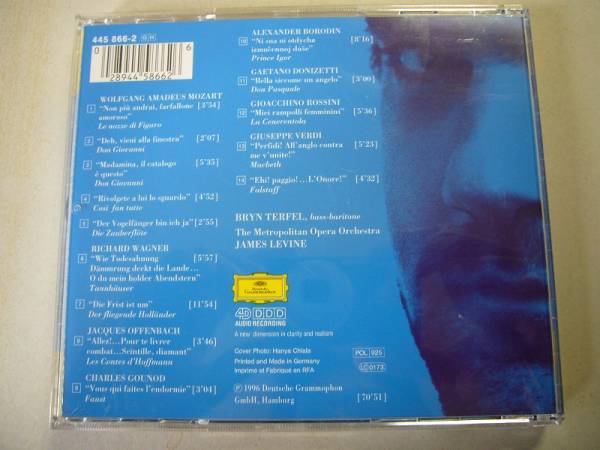 445 866-2 GH
0 28944 58662 6
WOLFGANG AMADEUS MOZART
1 "Non più andrai, farfallone [3'54]
amoroso"
Le nozze di Figaro
2 "Deh, vieni alla finestra" [2'07]
Don Giovanni
3 "Madamina, il catalogo [5'35]
è questo"
Don Giovanni
4 "Rivolgete a lui lo sguardo" [4'52]
Così fan tutte
5 "Der Vogelfänger bin ich ja" [2'55]
Die Zauberflöte
RICHARD WAGNER
6 "Wie Todesahnung [5'57]
Dämmrung deckt die Lande...
O du mein holder Abendstern"
Tannhäuser
7 "Die Frist ist um" [11'54]
Der fliegende Holländer
JACQUES OFFENBACH
8 "Allez!...Pour te livrer [3'46]
combat...Scintille, diamant"
Les Contes d'Hoffmann
CHARLES GOUNOD
9 "Vous qui faites l'endormie" [3'04]
Faust
ALEXANDER BORODIN
10 "Ni sna ni otdycha [8'16]
izmučennoj duše"
Prince Igor
GAETANO DONIZETTI
11 "Bella siccome un angelo" [3'00]
Don Pasquale
GIOACCHINO ROSSINI
12 "Miei rampolli femminini" [5'36]
La Cenerentola
GIUSEPPE VERDI
13 "Perfidi! All'anglo contra [5'23]
me v'unite!"
Macbeth
14 "Ehi! paggio!...L'Onore!" [4'32]
Falstaff
BRYN TERFEL, bass-baritone
The Metropolitan Opera Orchestra
JAMES LEVINE
Deutsche
Grammophon
4D DDD
AUDIO RECORDING
A new dimension in clarity and realism
Cover Photo: Hanya Chlala
Printed and Made in Germany
Imprimé et Fabriqué en RFA
POL 925
LC 0173
Ⓟ 1996 Deutsche Grammophon
GmbH, Hamburg [70'51]